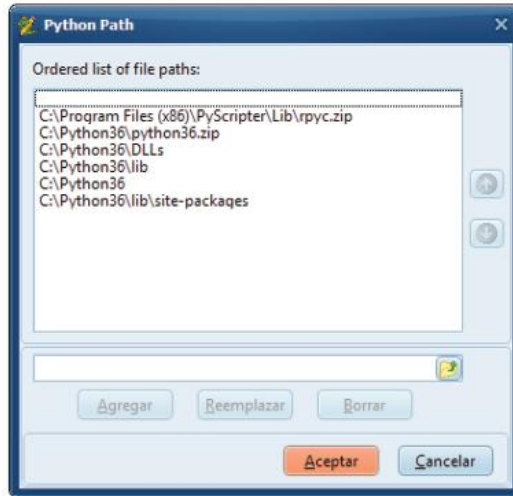 Python Path
Ordered list of file paths:
C:\Program Files (x86)\PyScripter\Lib\rpyc.zip
C:\Python36\python36.zip
C:\Python36\DLLs
C:\Python36\lib
C:\Python36
C:\Python36\lib\site-packages
Agregar Reemplazar Borrar
Aceptar Cancelar